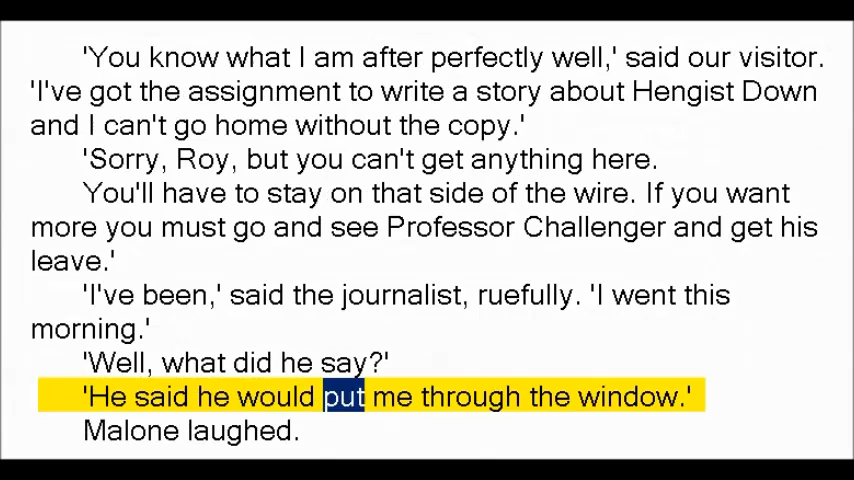 'You know what I am after perfectly well,' said our visitor.
'I've got the assignment to write a story about Hengist Down
and I can't go home without the copy.'
'Sorry, Roy, but you can't get anything here.
You'll have to stay on that side of the wire. If you want
more you must go and see Professor Challenger and get his
leave.'
'I've been,' said the journalist, ruefully. 'I went this
morning.'
'Well, what did he say?'
'He said he would put me through the window.'
Malone laughed.